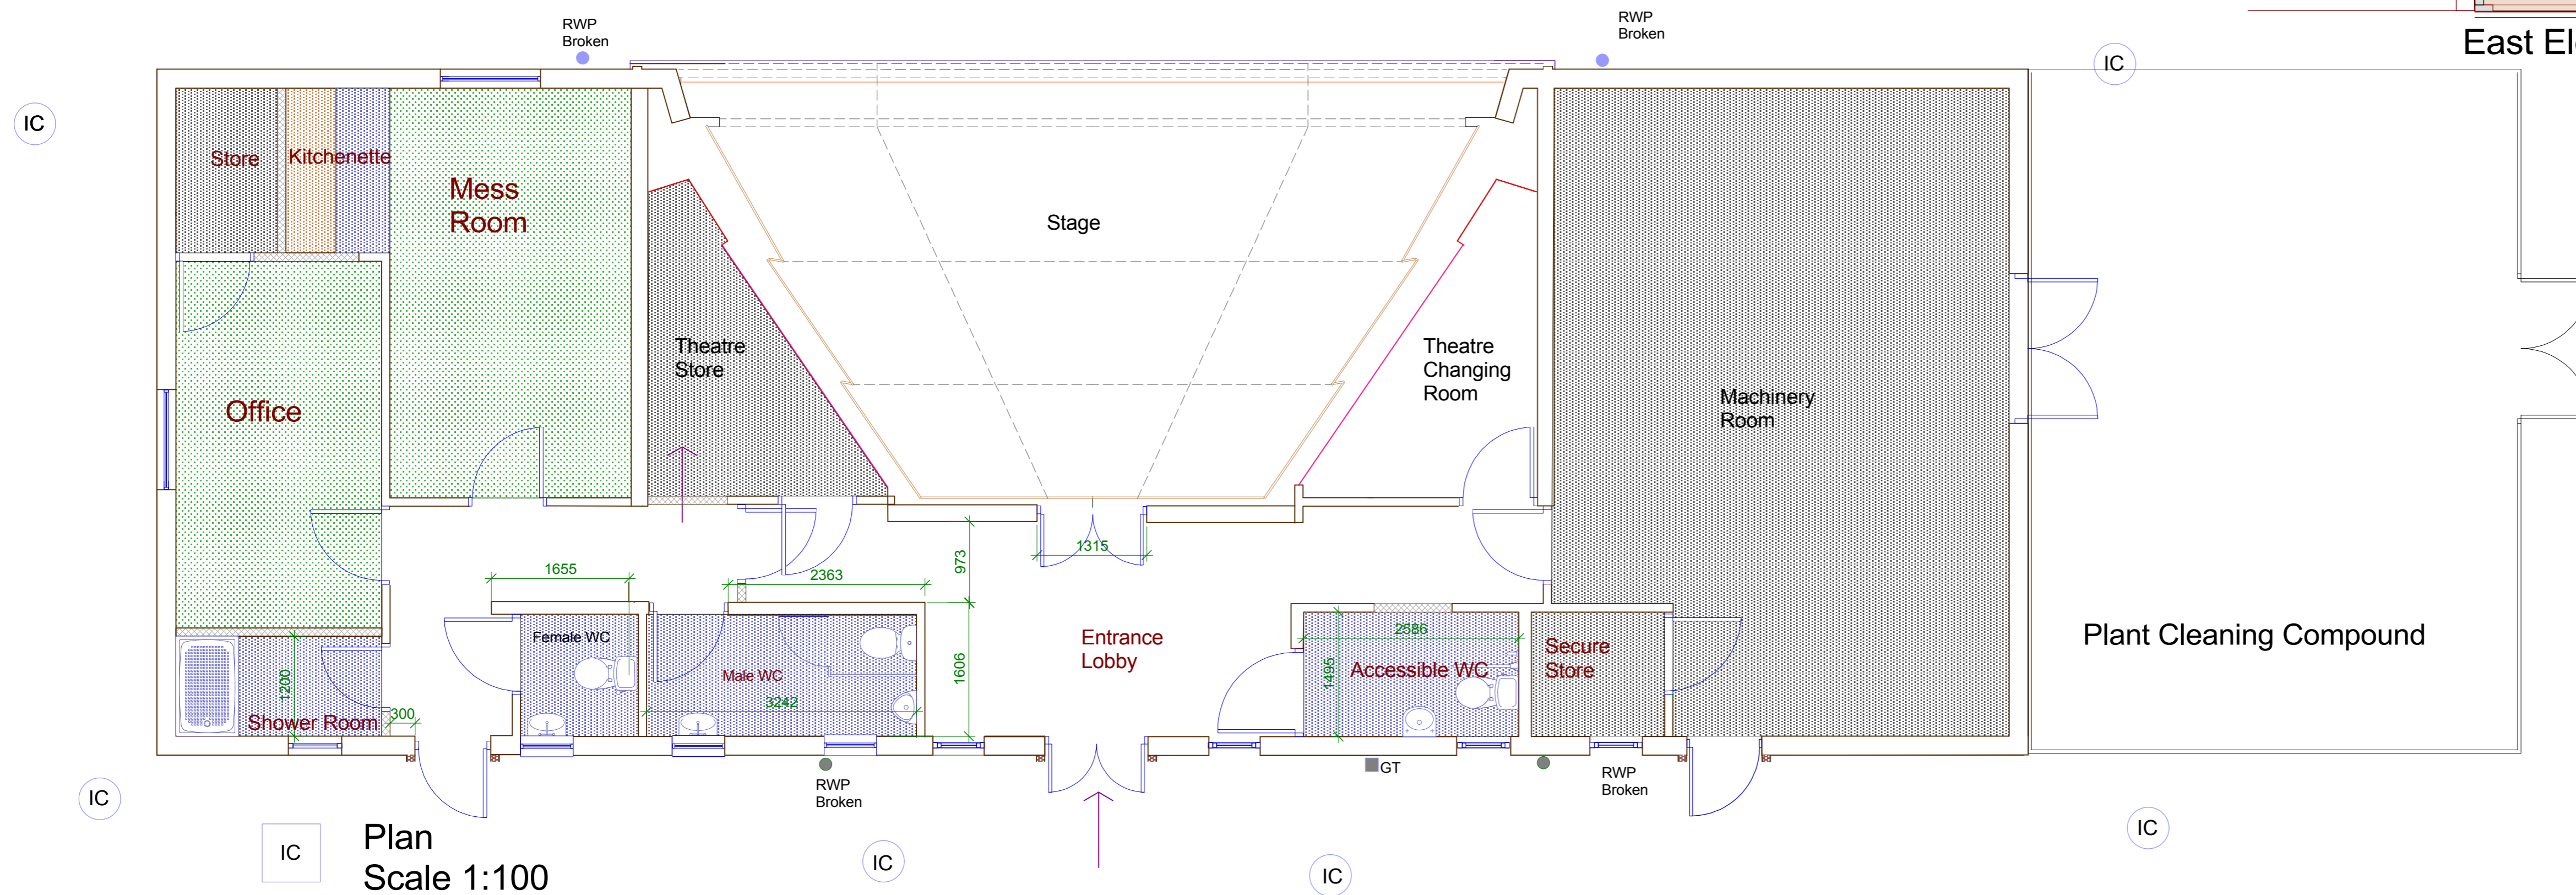 RWP
Broken
RWP
Broken
East El
IC
IC
Store
Kitchenette
Mess
Room
Stage
Theatre
Store
Theatre
Changing
Room
Machinery
Room
Office
1315
973
1655
2363
Female WC
Male WC
3242
1606
Entrance
Lobby
2586
1495
Accessible WC
Secure
Store
Plant Cleaning Compound
1200
300
Shower Room
RWP
Broken
GT
RWP
Broken
IC
IC
Plan
Scale 1:100
IC
IC
IC